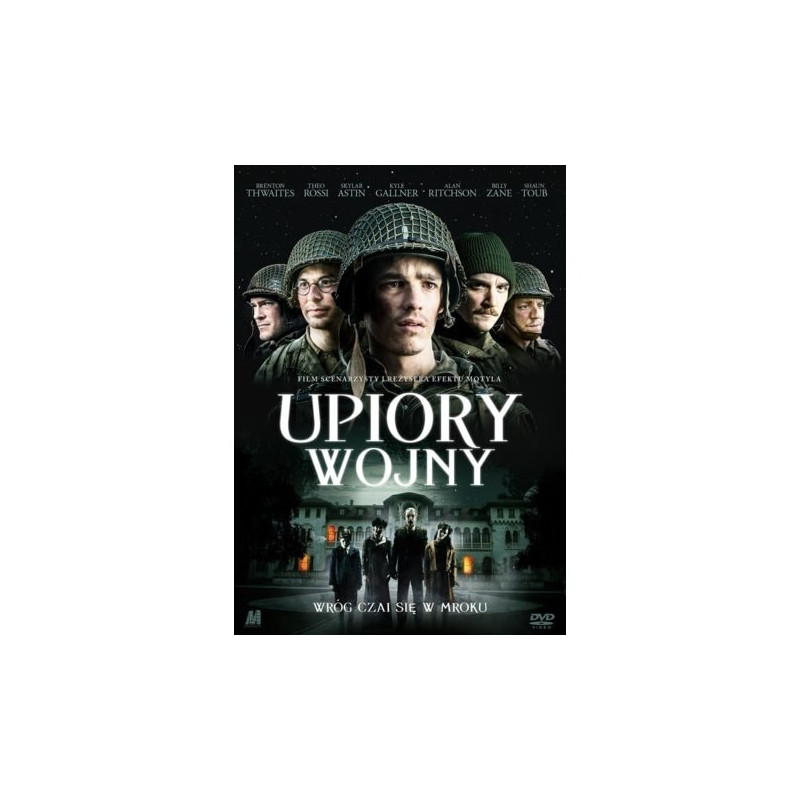 BRENTON THEO SKYLAR KYLE ALAN BILLY SHAUN
THWAITES ROSSI ASTIN GALLNER RITCHSON ZANE TOUB
FILM SCENARZYSTY I REŻYSERA EFEKTU MOTYLA
UPIORY
WOJNY
WRÓG CZAI SIĘ W MROKU
M
DVD
VIDEO